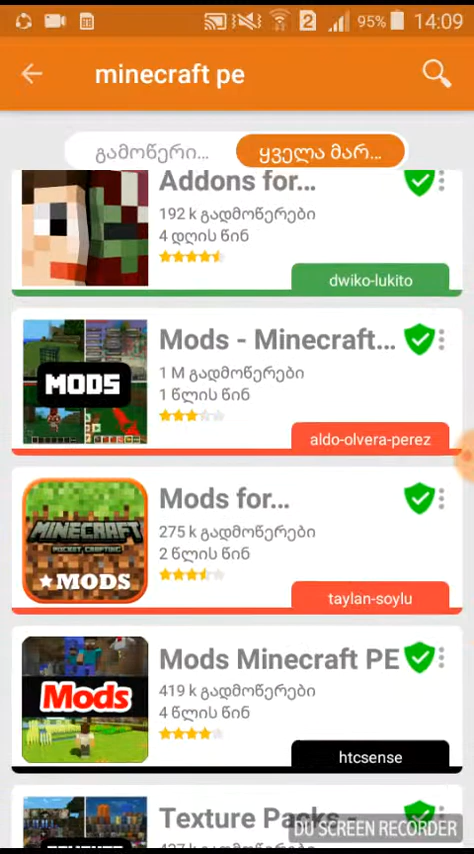 2 95% 14:09
minecraft pe
გამოწერი... ყველა მარ...
Addons for...
192 k გადმოწერები
4 დღის წინ
dwiko-lukito
MODS
Mods - Minecraft...
1 M გადმოწერები
1 წლის წინ
aldo-olvera-perez
MINECRAFT
POCKET CRAFTING
★MODS
Mods for...
275 k გადმოწერები
2 წლის წინ
taylan-soylu
Mods
Mods Minecraft PE
419 k გადმოწერები
4 წლის წინ
htcsense
Texture Packs -
DU SCREEN RECORDER